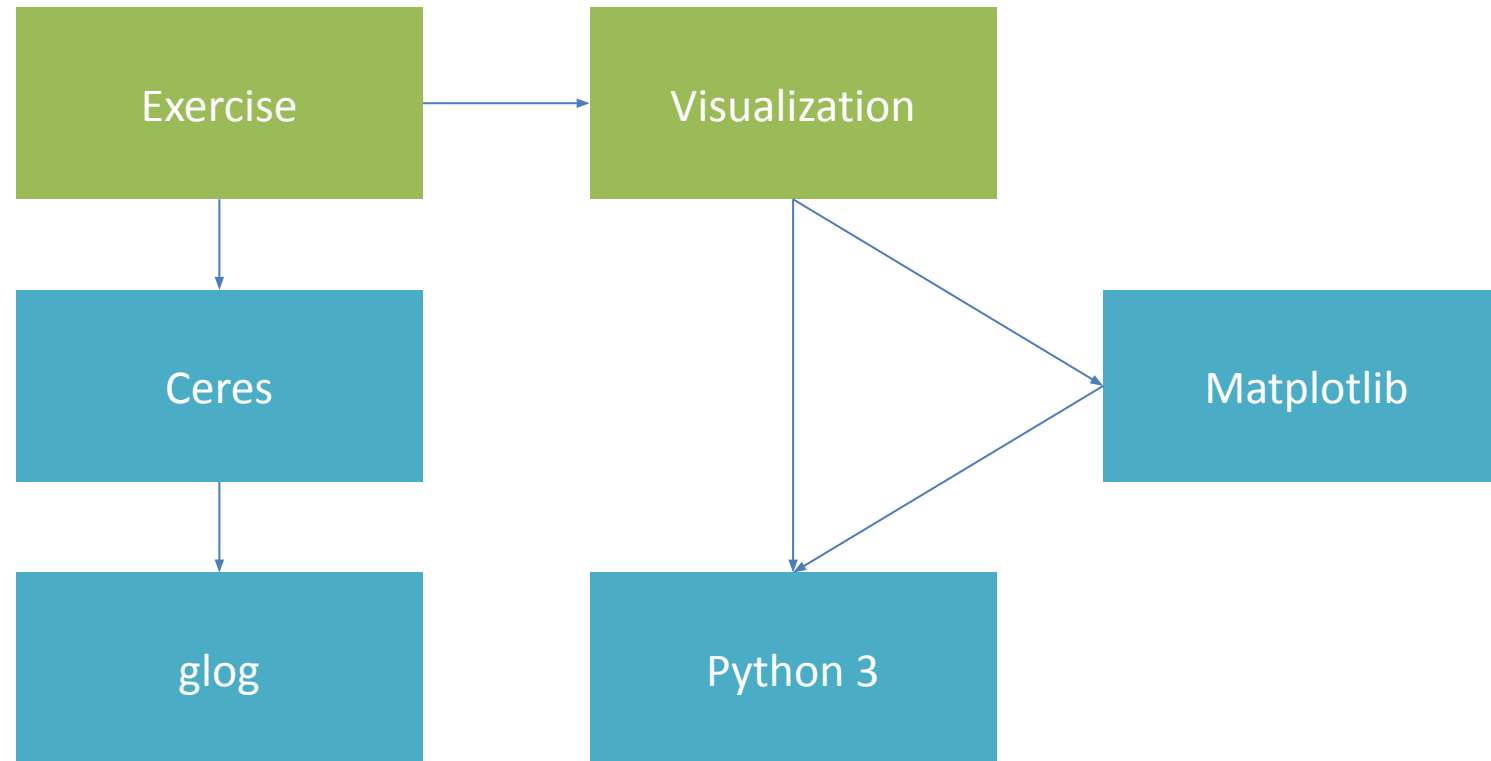 Exercise
Visualization
Ceres
Matplotlib
glog
Python 3